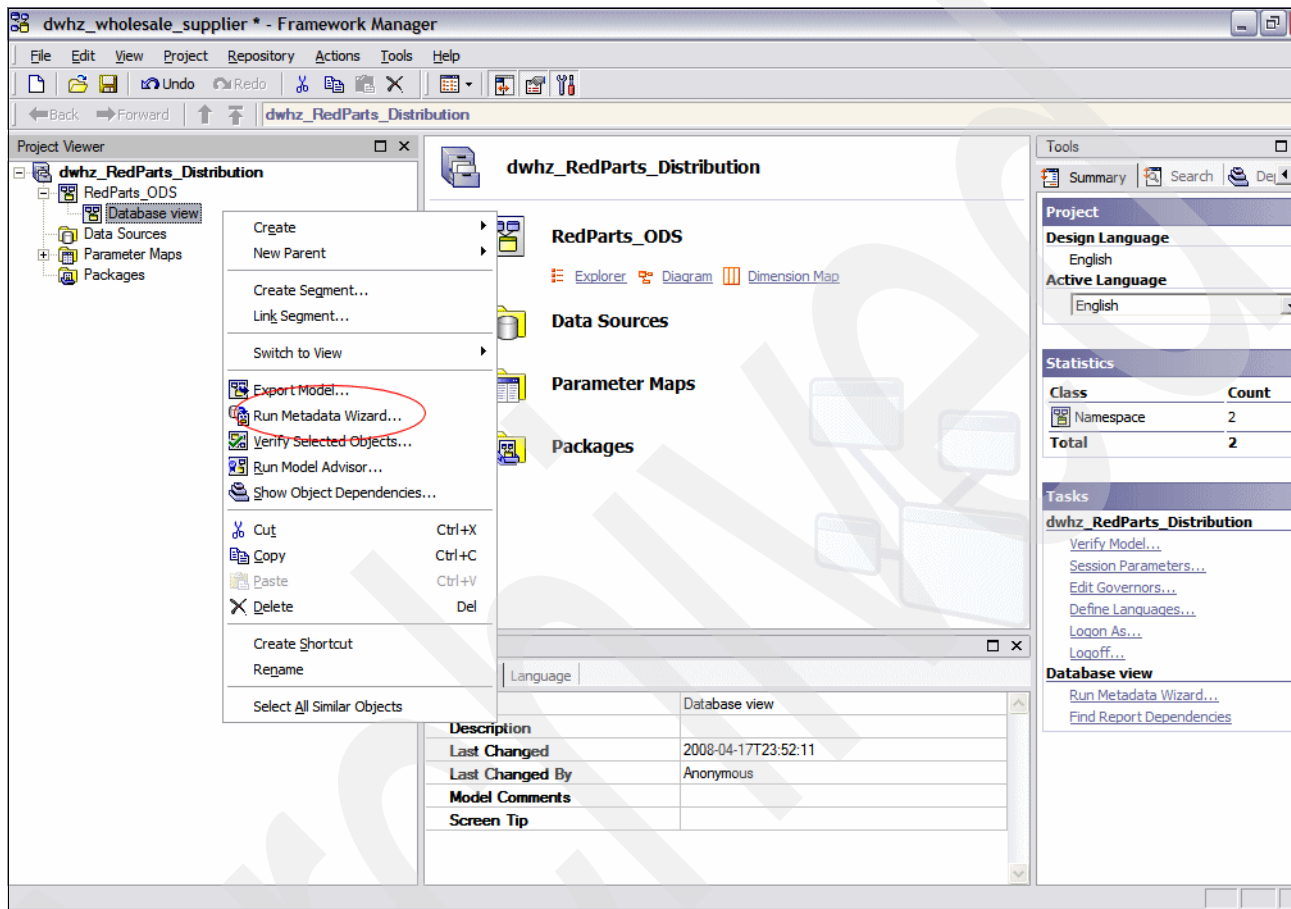 dwhz_wholesale_supplier * - Framework Manager
File Edit View Project Repository Actions Tools Help
Undo Redo
Back Forward dwhz_RedParts_Distribution
Project Viewer
dwhz_RedParts_Distribution
RedParts_ODS
Database view
Data Sources
Parameter Maps
Packages
Create
New Parent
Create Segment...
Link Segment...
Switch to View
Export Model...
Run Metadata Wizard...
Verify Selected Objects...
Run Model Advisor...
Show Object Dependencies...
Cut Ctrl+X
Copy Ctrl+C
Paste Ctrl+V
Delete Del
Create Shortcut
Rename
Select All Similar Objects
dwhz_RedParts_Distribution
RedParts_ODS
Explorer Diagram Dimension Map
Data Sources
Parameter Maps
Packages
Language
Database view
Description
Last Changed 2008-04-17T23:52:11
Last Changed By Anonymous
Model Comments
Screen Tip
Tools
Summary Search
Project
Design Language
English
Active Language
English
Statistics
Class Count
Namespace 2
Total 2
Tasks
dwhz_RedParts_Distribution
Verify Model...
Session Parameters...
Edit Governors...
Define Languages...
Logon As...
Logoff...
Database view
Run Metadata Wizard...
Find Report Dependencies